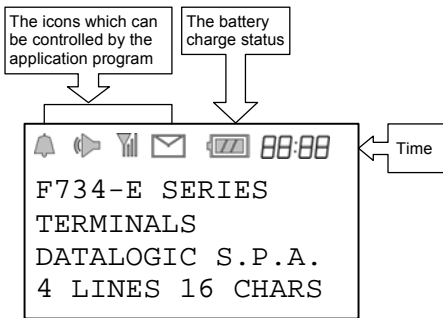 The icons which can
be controlled by the
application program
The battery
charge status
88:88
Time
F734-E SERIES
TERMINALS
DATALOGIC S.P.A.
4 LINES 16 CHARS